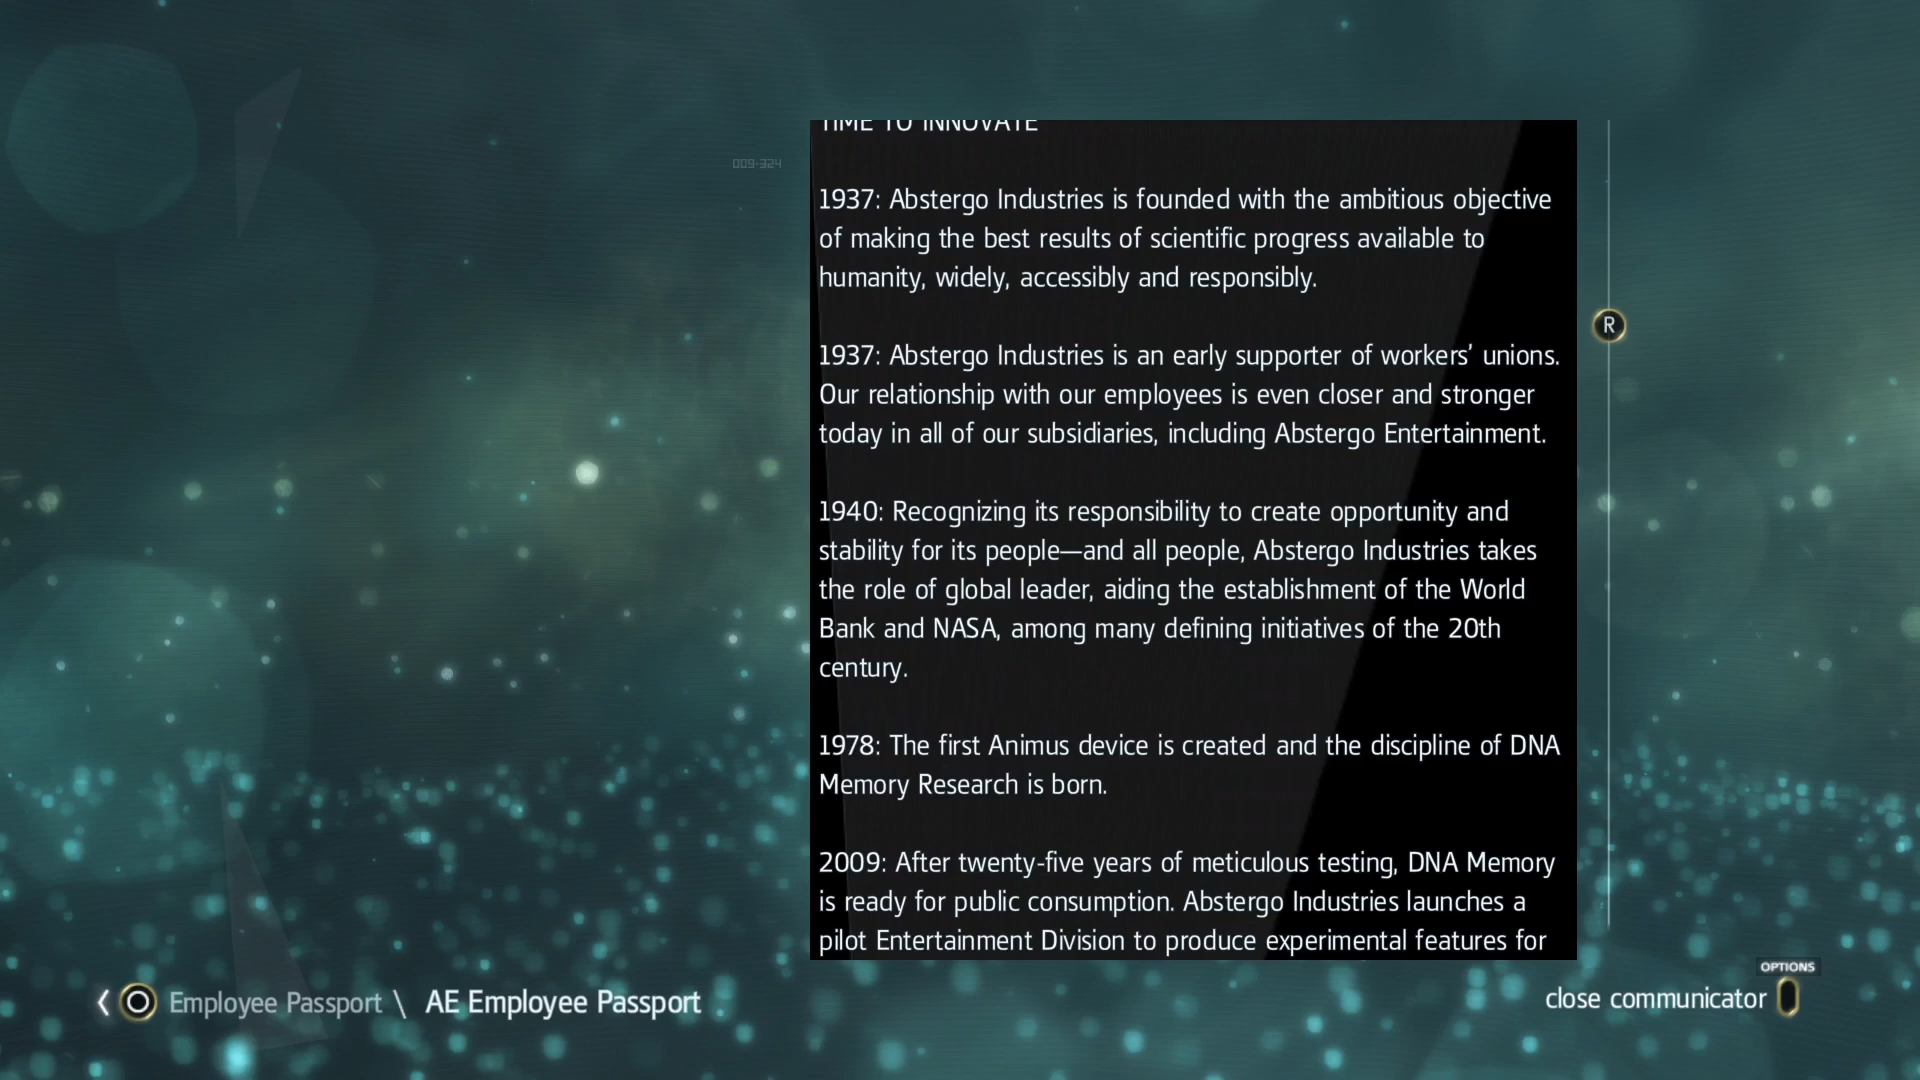 TIME TO INNOVATE
009-324
1937: Abstergo Industries is founded with the ambitious objective
of making the best results of scientific progress available to
humanity, widely, accessibly and responsibly.
R
1937: Abstergo Industries is an early supporter of workers’ unions.
Our relationship with our employees is even closer and stronger
today in all of our subsidiaries, including Abstergo Entertainment.
1940: Recognizing its responsibility to create opportunity and
stability for its people—and all people, Abstergo Industries takes
the role of global leader, aiding the establishment of the World
Bank and NASA, among many defining initiatives of the 20th
century.
1978: The first Animus device is created and the discipline of DNA
Memory Research is born.
2009: After twenty-five years of meticulous testing, DNA Memory
is ready for public consumption. Abstergo Industries launches a
pilot Entertainment Division to produce experimental features for
Employee Passport \ AE Employee Passport
OPTIONS
close communicator